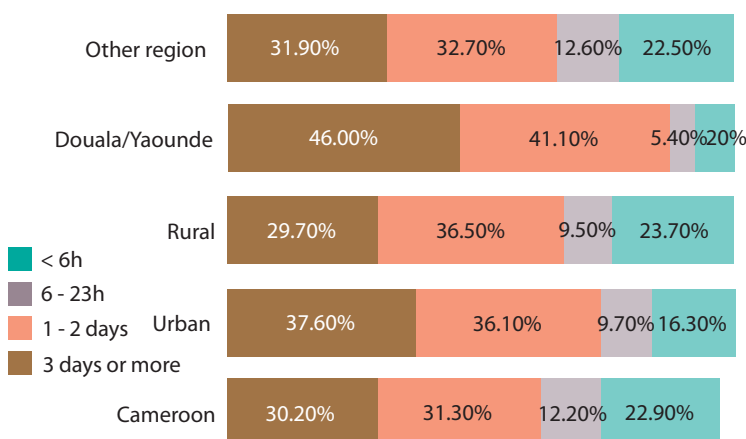 Other region 31.90% 32.70% 12.60% 22.50%
Douala/Yaounde 46.00% 41.10% 5.40%20%
Rural 29.70% 36.50% 9.50% 23.70%
< 6h
6 - 23h
1 - 2 days
3 days or more
Urban 37.60% 36.10% 9.70% 16.30%
Cameroon 30.20% 31.30% 12.20% 22.90%